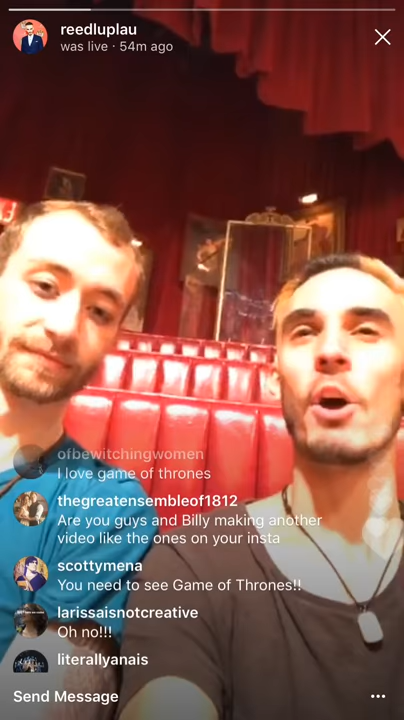 reedluplau
was live · 54m ago
ofbewitchingwomen
I love game of thrones
thegreatensembleof1812
Are you guys and Billy making another
video like the ones on your insta
scottymena
You need to see Game of Thrones!!
larissaisnotcreative
Oh no!!!
literallyanais
Send Message